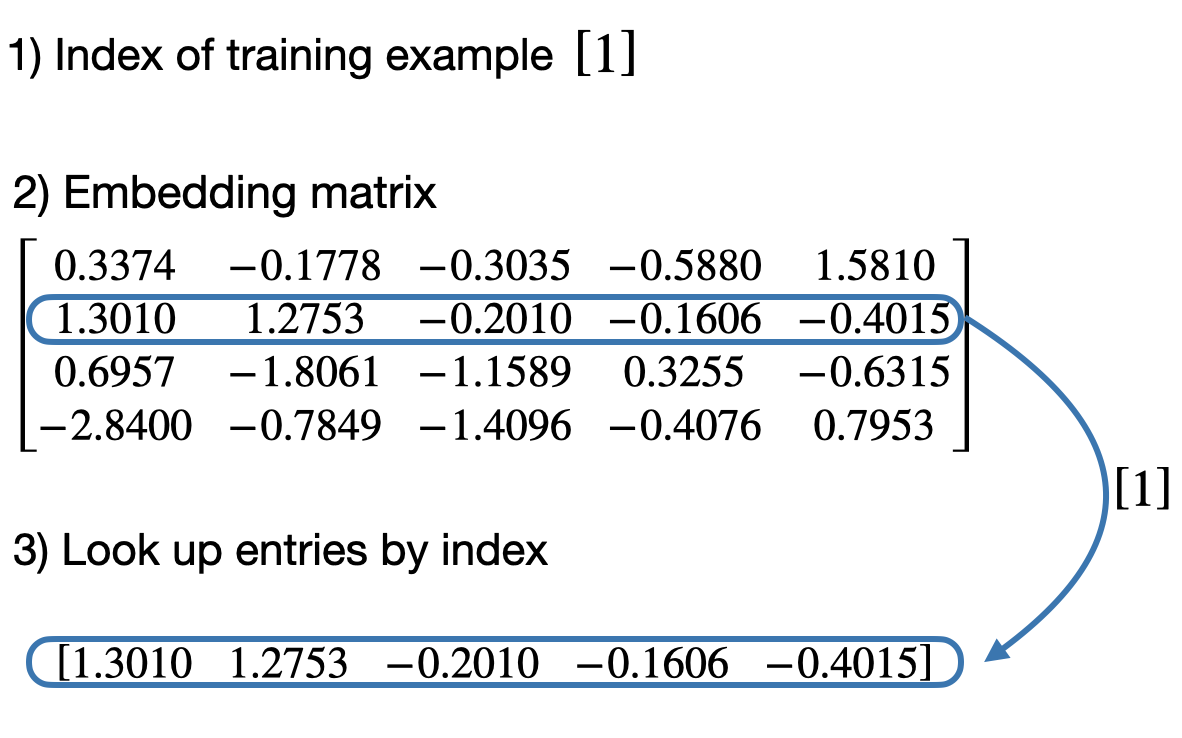 1) Index of training example [1]
2) Embedding matrix
0.3374 −0.1778 −0.3035 −0.5880 1.5810
1.3010 1.2753 −0.2010 −0.1606 −0.4015
0.6957 −1.8061 −1.1589 0.3255 −0.6315
−2.8400 −0.7849 −1.4096 −0.4076 0.7953
[1]
3) Look up entries by index
[1.3010 1.2753 −0.2010 −0.1606 −0.4015]